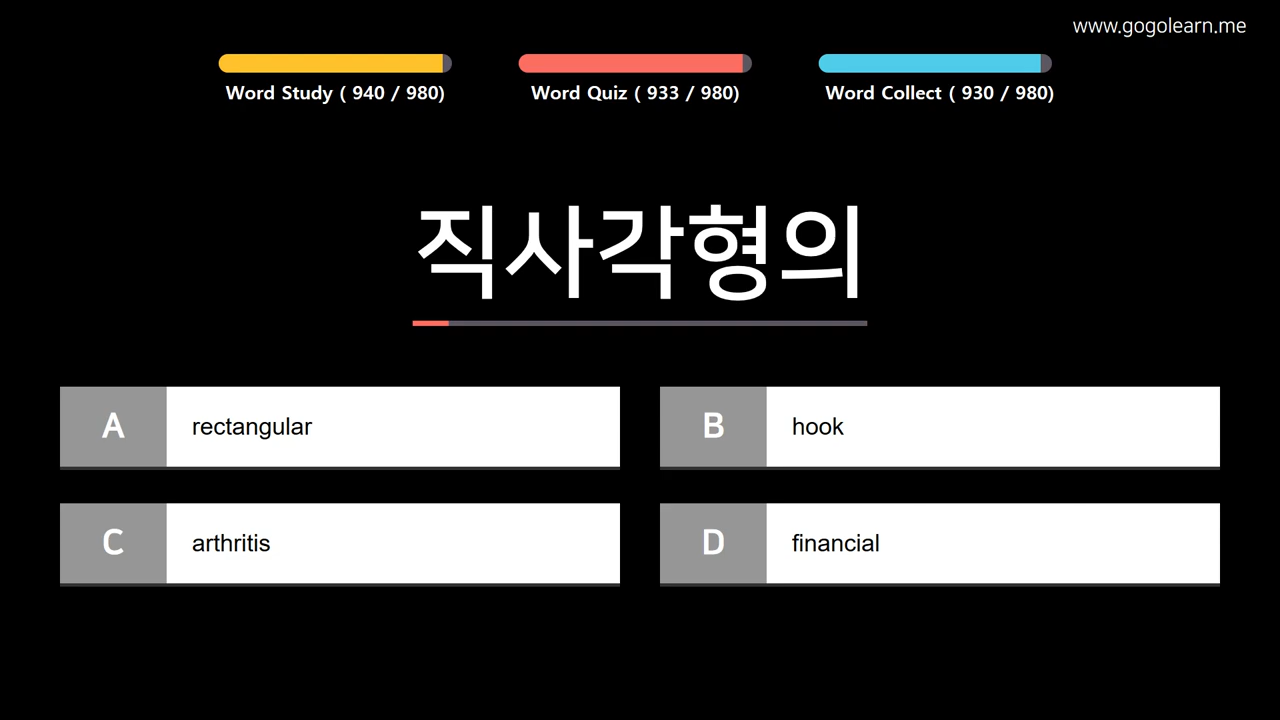 www.gogolearn.me
Word Study ( 940 / 980)
Word Quiz ( 933 / 980)
Word Collect ( 930 / 980)
직사각형의
A rectangular
B hook
C arthritis
D financial